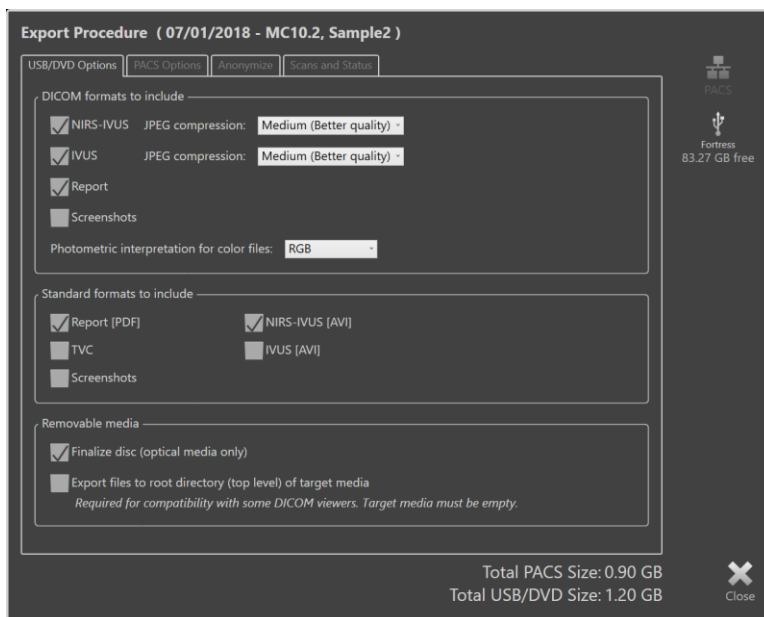 Export Procedure ( 07/01/2018 - MC10.2, Sample2 )
USB/DVD Options PACS Options Anonymize Scans and Status
PACS
Fortress
83.27 GB free
DICOM formats to include
NIRS-IVUS JPEG compression: Medium (Better quality)
IVUS JPEG compression: Medium (Better quality)
Report
Screenshots
Photometric interpretation for color files: RGB
Standard formats to include
Report [PDF] NIRS-IVUS [AVI]
TVC IVUS [AVI]
Screenshots
Removable media
Finalize disc (optical media only)
Export files to root directory (top level) of target media
Required for compatibility with some DICOM viewers. Target media must be empty.
Total PACS Size: 0.90 GB
Total USB/DVD Size: 1.20 GB
Close